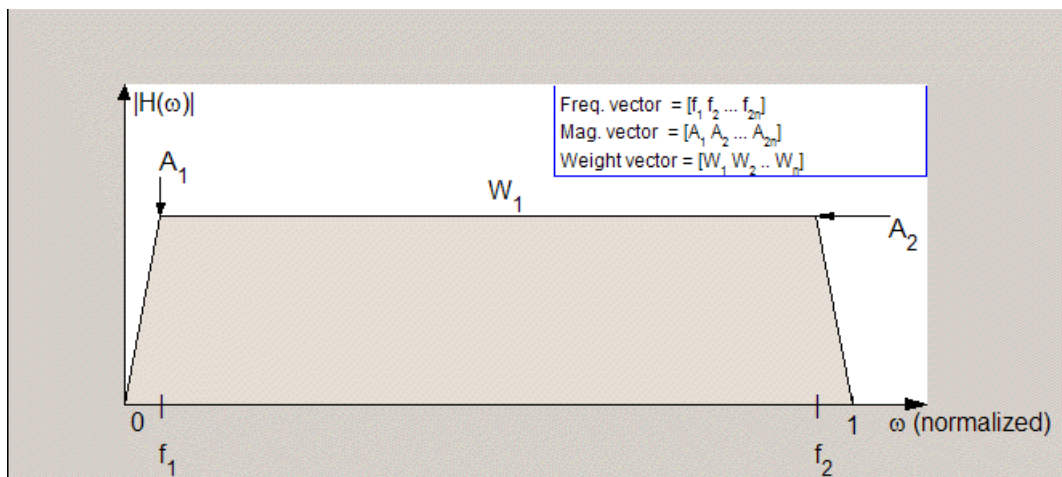 |H(ω)|
Freq. vector = [f₁ f₂ ... f₂ₙ]
Mag. vector = [A₁ A₂ ... A₂ₙ]
Weight vector = [W₁ W₂ .. Wₙ]
A₁
W₁
A₂
0
1
ω (normalized)
f₁
f₂